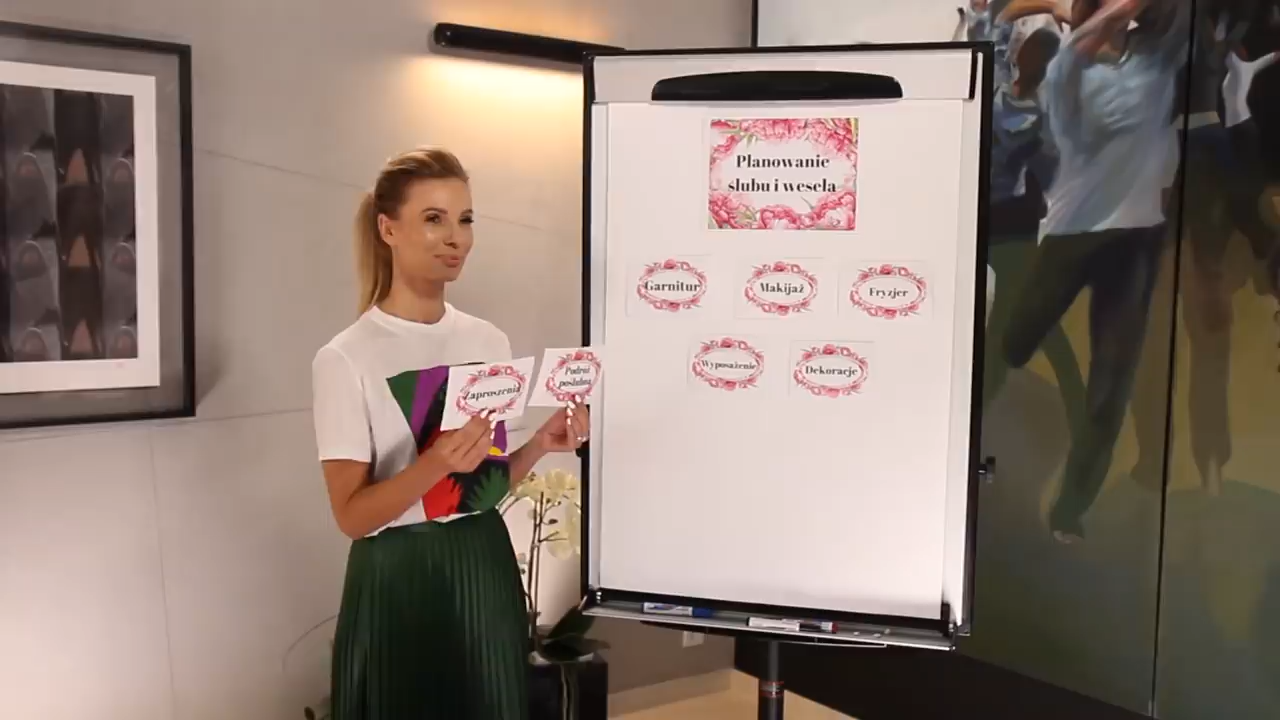 Planowanie
ślubu i wesela
Garnitur
Makijaż
Fryzjer
Wyposażenie
Dekoracje
Zaproszenia
Podróż
poślubna